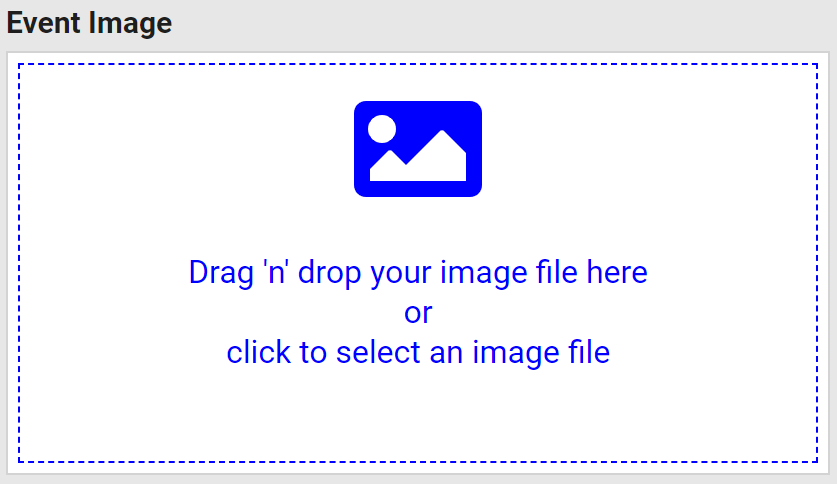 Event Image
Drag 'n' drop your image file here
or
click to select an image file